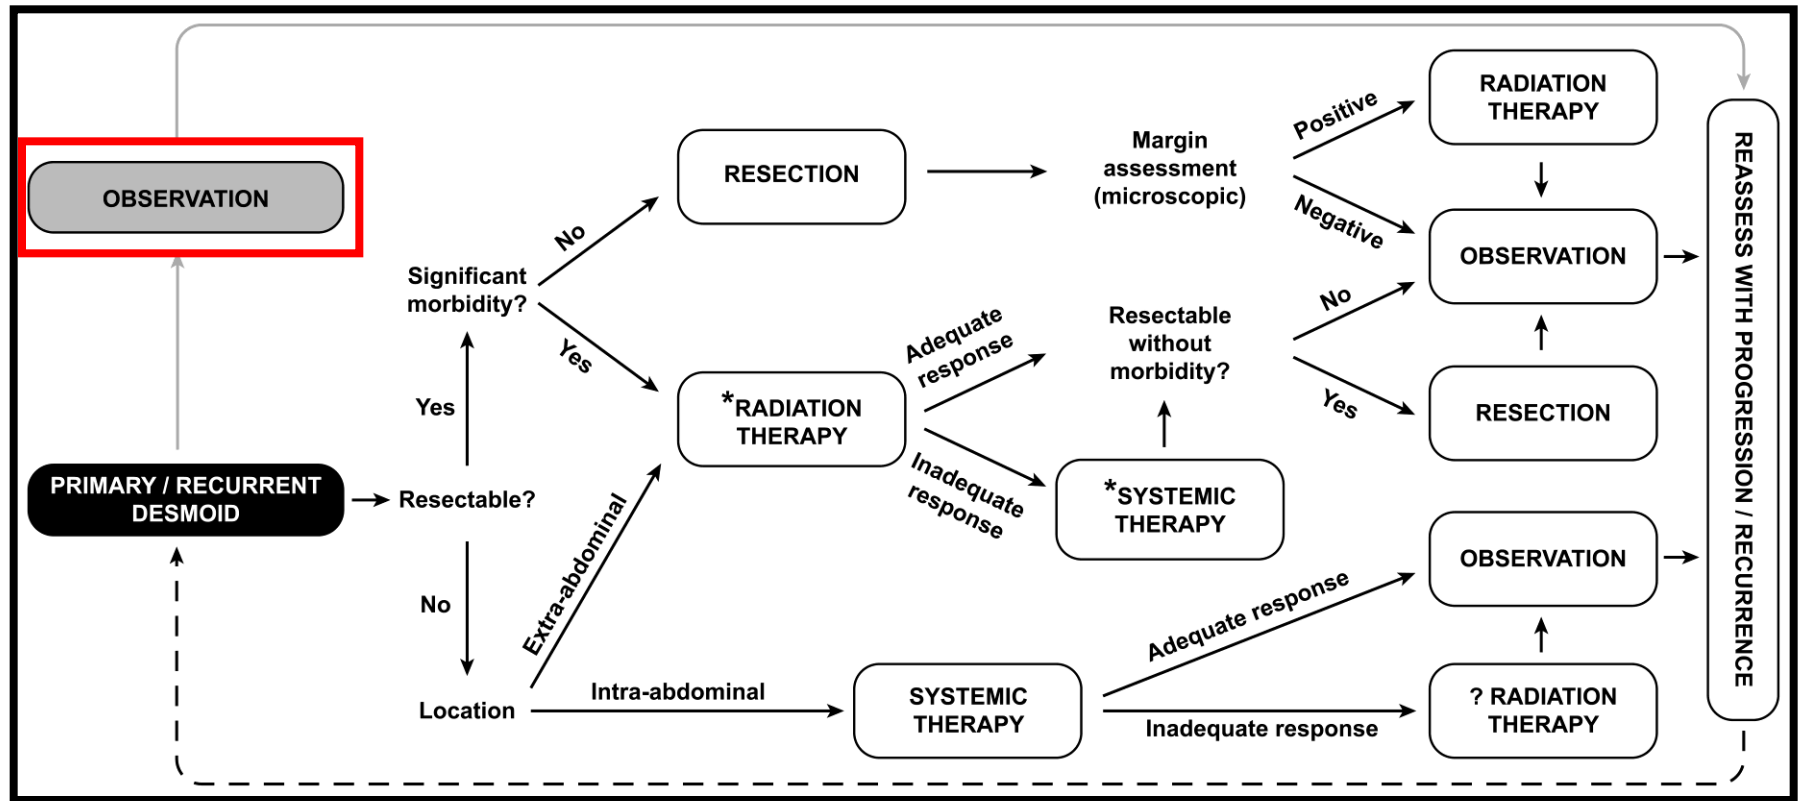 OBSERVATION
PRIMARY / RECURRENT
DESMOID
Resectable?
Yes
No
Significant
morbidity?
No
Yes
Location
Extra-abdominal
Intra-abdominal
RESECTION
*RADIATION
THERAPY
Adequate
response
Inadequate
response
Margin
assessment
(microscopic)
Positive
Negative
Resectable
without
morbidity?
No
Yes
*SYSTEMIC
THERAPY
SYSTEMIC
THERAPY
Adequate response
Inadequate response
RADIATION
THERAPY
OBSERVATION
RESECTION
OBSERVATION
? RADIATION
THERAPY
REASSESS WITH PROGRESSION / RECURRENCE